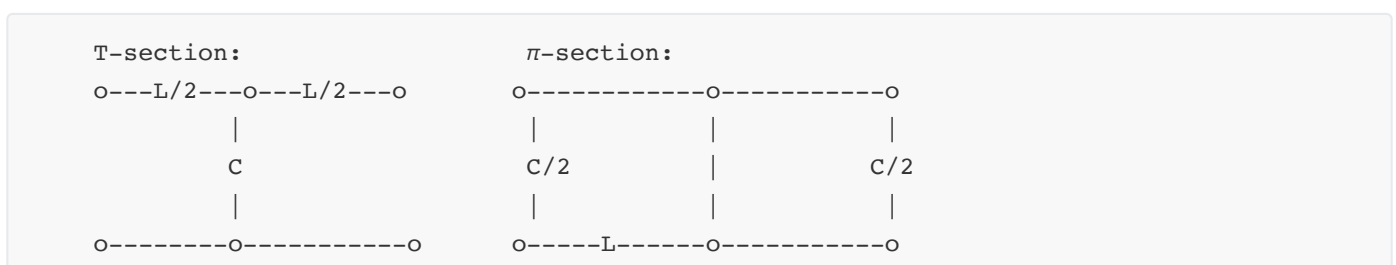 T-section:                    π-section:
o---L/2---o---L/2---o       o------------o-----------o
          |                  |            |           |
          C                  C/2          |          C/2
          |                  |            |           |
o--------o-----------o      o-----L------o-----------o